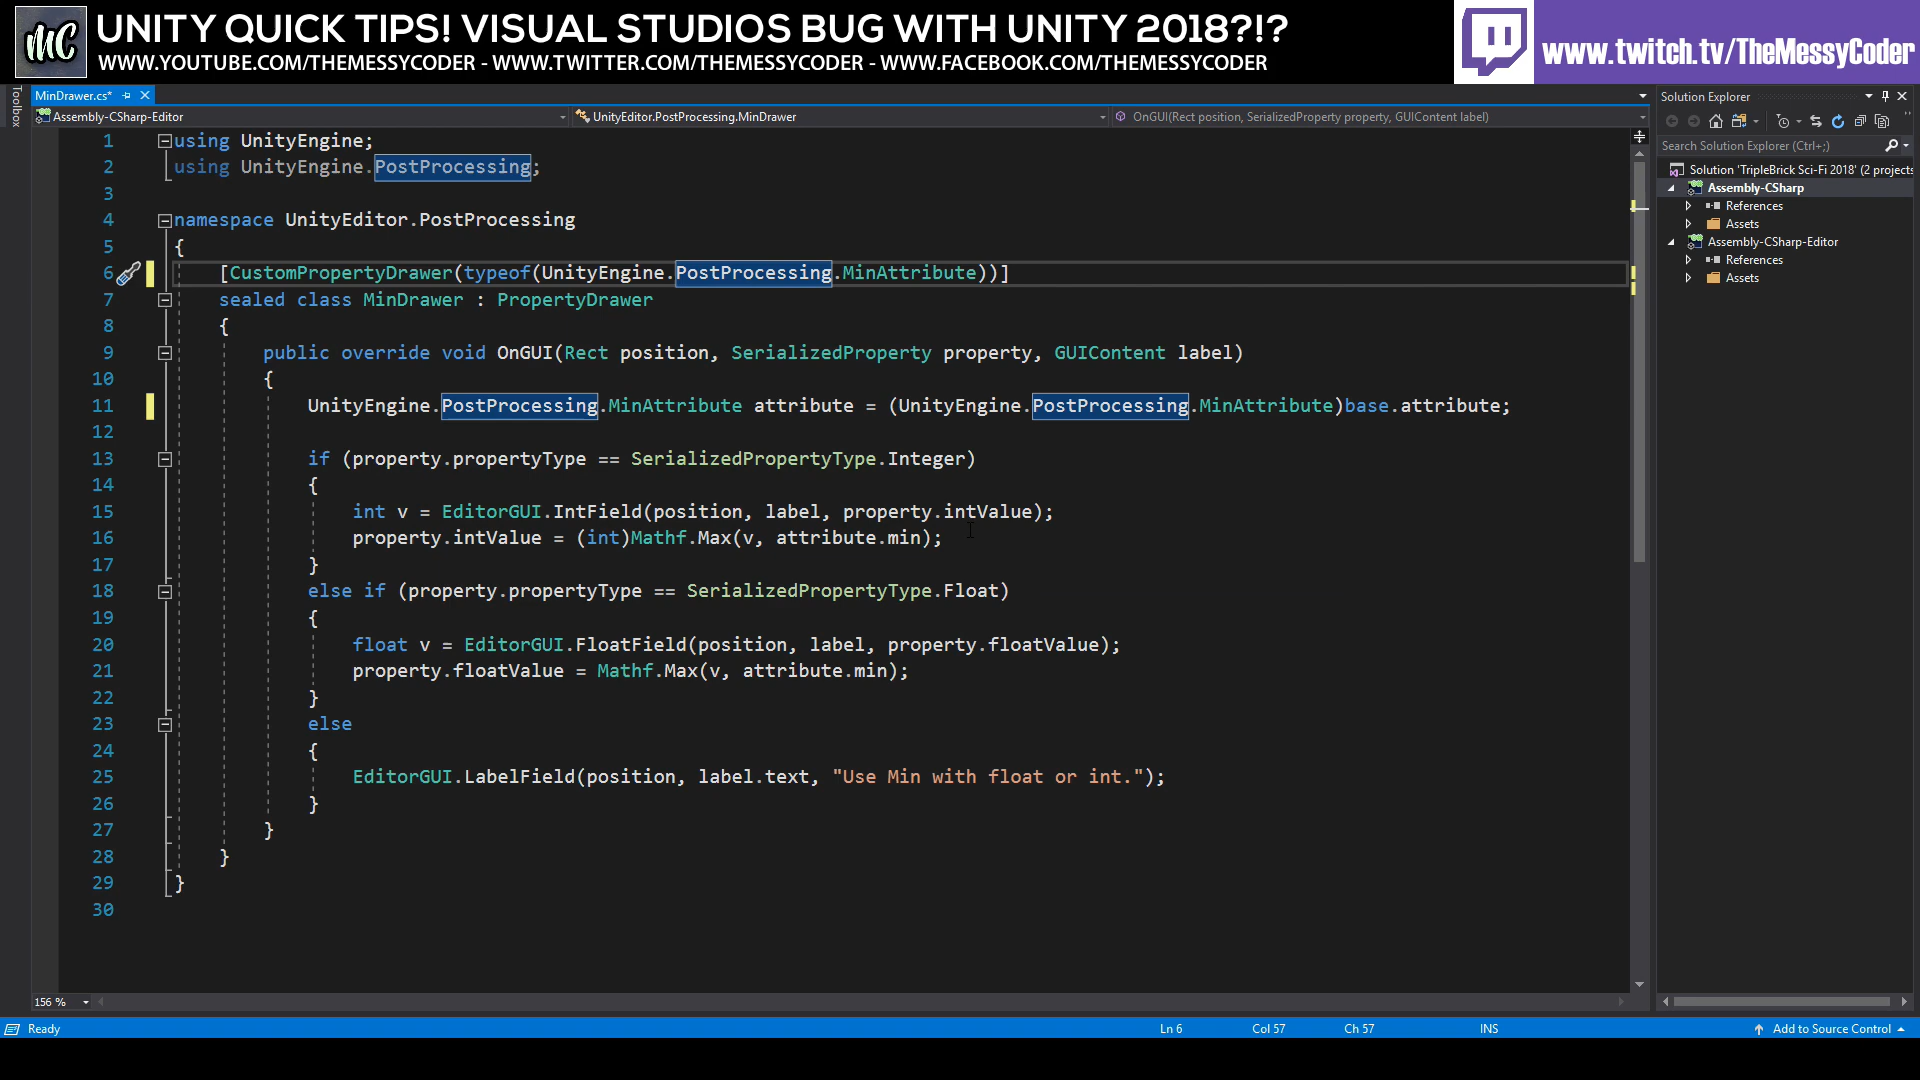 MC
UNITY QUICK TIPS! VISUAL STUDIOS BUG WITH UNITY 2018?!?
WWW.YOUTUBE.COM/THEMESSYCODER - WWW.TWITTER.COM/THEMESSYCODER - WWW.FACEBOOK.COM/THEMESSYCODER
www.twitch.tv/TheMessyCoder
Toolbox
MinDrawer.cs*
Assembly-CSharp-Editor
UnityEditor.PostProcessing.MinDrawer
OnGUI(Rect position, SerializedProperty property, GUIContent label)
1 using UnityEngine;
2 using UnityEngine.PostProcessing;
3
4 namespace UnityEditor.PostProcessing
5 {
6 [CustomPropertyDrawer(typeof(UnityEngine.PostProcessing.MinAttribute))]
7 sealed class MinDrawer : PropertyDrawer
8 {
9 public override void OnGUI(Rect position, SerializedProperty property, GUIContent label)
10 {
11 UnityEngine.PostProcessing.MinAttribute attribute = (UnityEngine.PostProcessing.MinAttribute)base.attribute;
12
13 if (property.propertyType == SerializedPropertyType.Integer)
14 {
15 int v = EditorGUI.IntField(position, label, property.intValue);
16 property.intValue = (int)Mathf.Max(v, attribute.min);
17 }
18 else if (property.propertyType == SerializedPropertyType.Float)
19 {
20 float v = EditorGUI.FloatField(position, label, property.floatValue);
21 property.floatValue = Mathf.Max(v, attribute.min);
22 }
23 else
24 {
25 EditorGUI.LabelField(position, label.text, "Use Min with float or int.");
26 }
27 }
28 }
29 }
30
Solution Explorer
Search Solution Explorer (Ctrl+;)
Solution 'TripleBrick Sci-Fi 2018' (2 projects
Assembly-CSharp
References
Assets
Assembly-CSharp-Editor
References
Assets
156 %
Ready
Ln 6
Col 57
Ch 57
INS
Add to Source Control